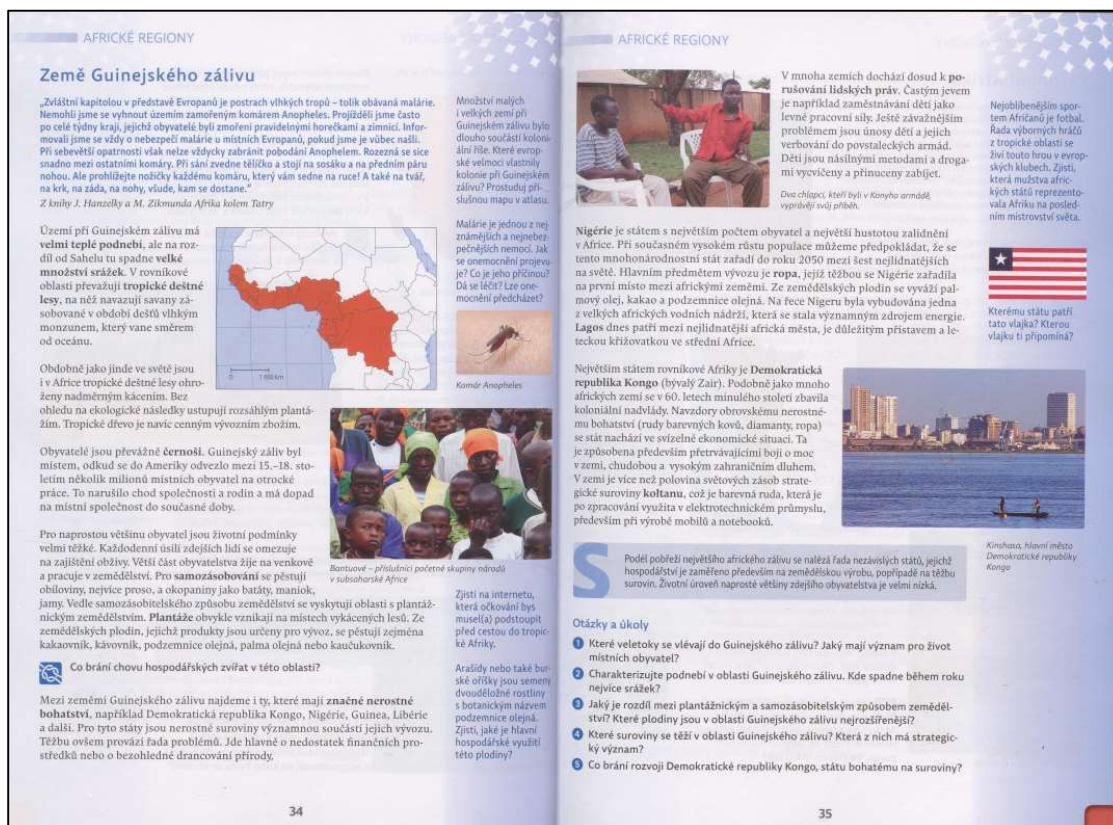 AFRICKÉ REGIONY
Země Guinejského zálivu
„Zvláštní kapitolou v představě Evropanů je postrach vlhkých tropů – tolik obávaná malárie.
Nemohli jsme se vyhnout územím zamořeným komárem Anopheles. Projížděli jsme často
po celé týdny kraji, jejichž obyvatelé byli zmořeni pravidelnými horečkami a zimnicí. Infor-
movali jsme se vždy o nebezpečí malárie u místních Evropanů, pokud jsme je vůbec našli.
Při sebevětší opatrnosti však nelze vždycky zabránit pobodání Anophelem. Rozezná se sice
snadno mezi ostatními komáry. Při sání zvedne tělíčko a stojí na sosáku a na předním páru
nohou. Ale prohlížejte nožičky každému komáru, který vám sedne na ruce! A také na tvář,
na krk, na záda, na nohy, všude, kam se dostane.“
Z knihy J. Hanzelky a M. Zikmunda Afrika kolem Tatry
Území při Guinejském zálivu má
velmi teplé podnebí, ale na roz-
díl od Sahelu tu spadne velké
množství srážek. V rovníkové
oblasti převažují tropické deštné
lesy, na něž navazují savany zá-
sobované v období dešťů vlhkým
monzunem, který vane směrem
od oceánu.
Obdobně jako jinde ve světě jsou
i v Africe tropické deštné lesy ohro-
ženy nadměrným kácením. Bez
ohledu na ekologické následky ustupují rozsáhlým plantá-
žím. Tropické dřevo je navíc cenným vývozním zbožím.
Obyvatelé jsou převážně černoši. Guinejský záliv byl
místem, odkud se do Ameriky odvezlo mezi 15.–18. sto-
letím několik milionů místních obyvatel na otrocké
práce. To narušilo chod společnosti a rodin a má dopad
na místní společnost do současné doby.
Pro naprostou většinu obyvatel jsou životní podmínky
velmi těžké. Každodenní úsilí zdejších lidí se omezuje
na zajištění obživy. Větší část obyvatelstva žije na venkově
a pracuje v zemědělství. Pro samozásobování se pěstují
obiloviny, nejvíce proso, a okopaniny jako batáty, maniok,
jamy. Vedle samozásobitelského způsobu zemědělství se vyskytují oblasti s plantáž-
nickým zemědělstvím. Plantáže obvykle vznikají na místech vykácených lesů. Ze
zemědělských plodin, jejichž produkty jsou určeny pro vývoz, se pěstují zejména
kakaovník, kávovník, podzemnice olejná, palma olejná nebo kaučukovník.
Co brání chovu hospodářských zvířat v této oblasti?
Mezi zeměmi Guinejského zálivu najdeme i ty, které mají značné nerostné
bohatství, například Demokratická republika Kongo, Nigérie, Guinea, Libérie
a další. Pro tyto státy jsou nerostné suroviny významnou součástí jejich vývozu.
Těžbu ovšem provází řada problémů. Jde hlavně o nedostatek finančních pro-
středků nebo o bezohledné drancování přírody.
0 1 000 km
Bantuové – příslušníci početné skupiny národů
v subsaharské Africe
Množství malých
i velkých zemí při
Guinejském zálivu bylo
dlouho součástí koloni-
ální říše. Které evrop-
ské velmoci vlastnily
kolonie při Guinejském
zálivu? Prostuduj pří-
slušnou mapu v atlasu.
Malárie je jednou z nej-
známějších a nejnebez-
pečnějších nemocí. Jak
se onemocnění projevu-
je? Co je jeho příčinou?
Dá se léčit? Lze one-
mocnění předcházet?
Komár Anopheles
Zjisti na internetu,
která očkování bys
musel(a) podstoupit
před cestou do tropic-
ké Afriky.
Arašídy nebo také bur-
ské oříšky jsou semeny
dvouděložné rostliny
s botanickým názvem
podzemnice olejná.
Zjisti, jaké je hlavní
hospodářské využití
této plodiny?
34
AFRICKÉ REGIONY
V mnoha zemích dochází dosud k po-
rušování lidských práv. Častým jevem
je například zaměstnávání dětí jako
levné pracovní síly. Ještě závažnějším
problémem jsou únosy dětí a jejich
verbování do povstaleckých armád.
Děti jsou násilnými metodami a droga-
mi vycvičeny a přinuceny zabíjet.
Dva chlapci, kteří byli v Konyho armádě,
vyprávějí svůj příběh.
Nigérie je státem s největším počtem obyvatel a největší hustotou zalidnění
v Africe. Při současném vysokém růstu populace můžeme předpokládat, že se
tento mnohonárodnostní stát zařadí do roku 2050 mezi šest nejlidnatějších
na světě. Hlavním předmětem vývozu je ropa, jejíž těžbou se Nigérie zařadila
na první místo mezi africkými zeměmi. Ze zemědělských plodin se vyváží pal-
mový olej, kakao a podzemnice olejná. Na řece Nigeru byla vybudována jedna
z velkých afrických vodních nádrží, která se stala významným zdrojem energie.
Lagos dnes patří mezi nejlidnatější africká města, je důležitým přístavem a le-
teckou křižovatkou ve střední Africe.
Největším státem rovníkové Afriky je Demokratická
republika Kongo (bývalý Zair). Podobně jako mnoho
afrických zemí se v 60. letech minulého století zbavila
koloniální nadvlády. Navzdory obrovskému nerostné-
mu bohatství (rudy barevných kovů, diamanty, ropa)
se stát nachází ve svízelné ekonomické situaci. Ta
je způsobena především přetrvávajícími boji o moc
v zemi, chudobou a vysokým zahraničním dluhem.
V zemi je více než polovina světových zásob strate-
gické suroviny koltanu, což je barevná ruda, která je
po zpracování využita v elektrotechnickém průmyslu,
především při výrobě mobilů a notebooků.
Nejoblíbenějším spor-
tem Afričanů je fotbal.
Řada výborných hráčů
z tropické oblasti se
živí touto hrou v evrop-
ských klubech. Zjisti,
která mužstva afric-
kých států reprezento-
vala Afriku na posled-
ním mistrovství světa.
Kterému státu patří
tato vlajka? Kterou
vlajku ti připomíná?
Kinshasa, hlavní město
Demokratické republiky
Kongo
S
Podél pobřeží největšího afrického zálivu se nalézá řada nezávislých států, jejichž
hospodářství je zaměřeno především na zemědělskou výrobu, popřípadě na těžbu
surovin. Životní úroveň naprosté většiny zdejšího obyvatelstva je velmi nízká.
Otázky a úkoly
1 Které veletoky se vlévají do Guinejského zálivu? Jaký mají význam pro život
místních obyvatel?
2 Charakterizujte podnebí v oblasti Guinejského zálivu. Kde spadne během roku
nejvíce srážek?
3 Jaký je rozdíl mezi plantážnickým a samozásobitelským způsobem zeměděl-
ství? Které plodiny jsou v oblasti Guinejského zálivu nejrozšířenější?
4 Které suroviny se těží v oblasti Guinejského zálivu? Která z nich má strategic-
ký význam?
5 Co brání rozvoji Demokratické republiky Kongo, státu bohatému na suroviny?
35